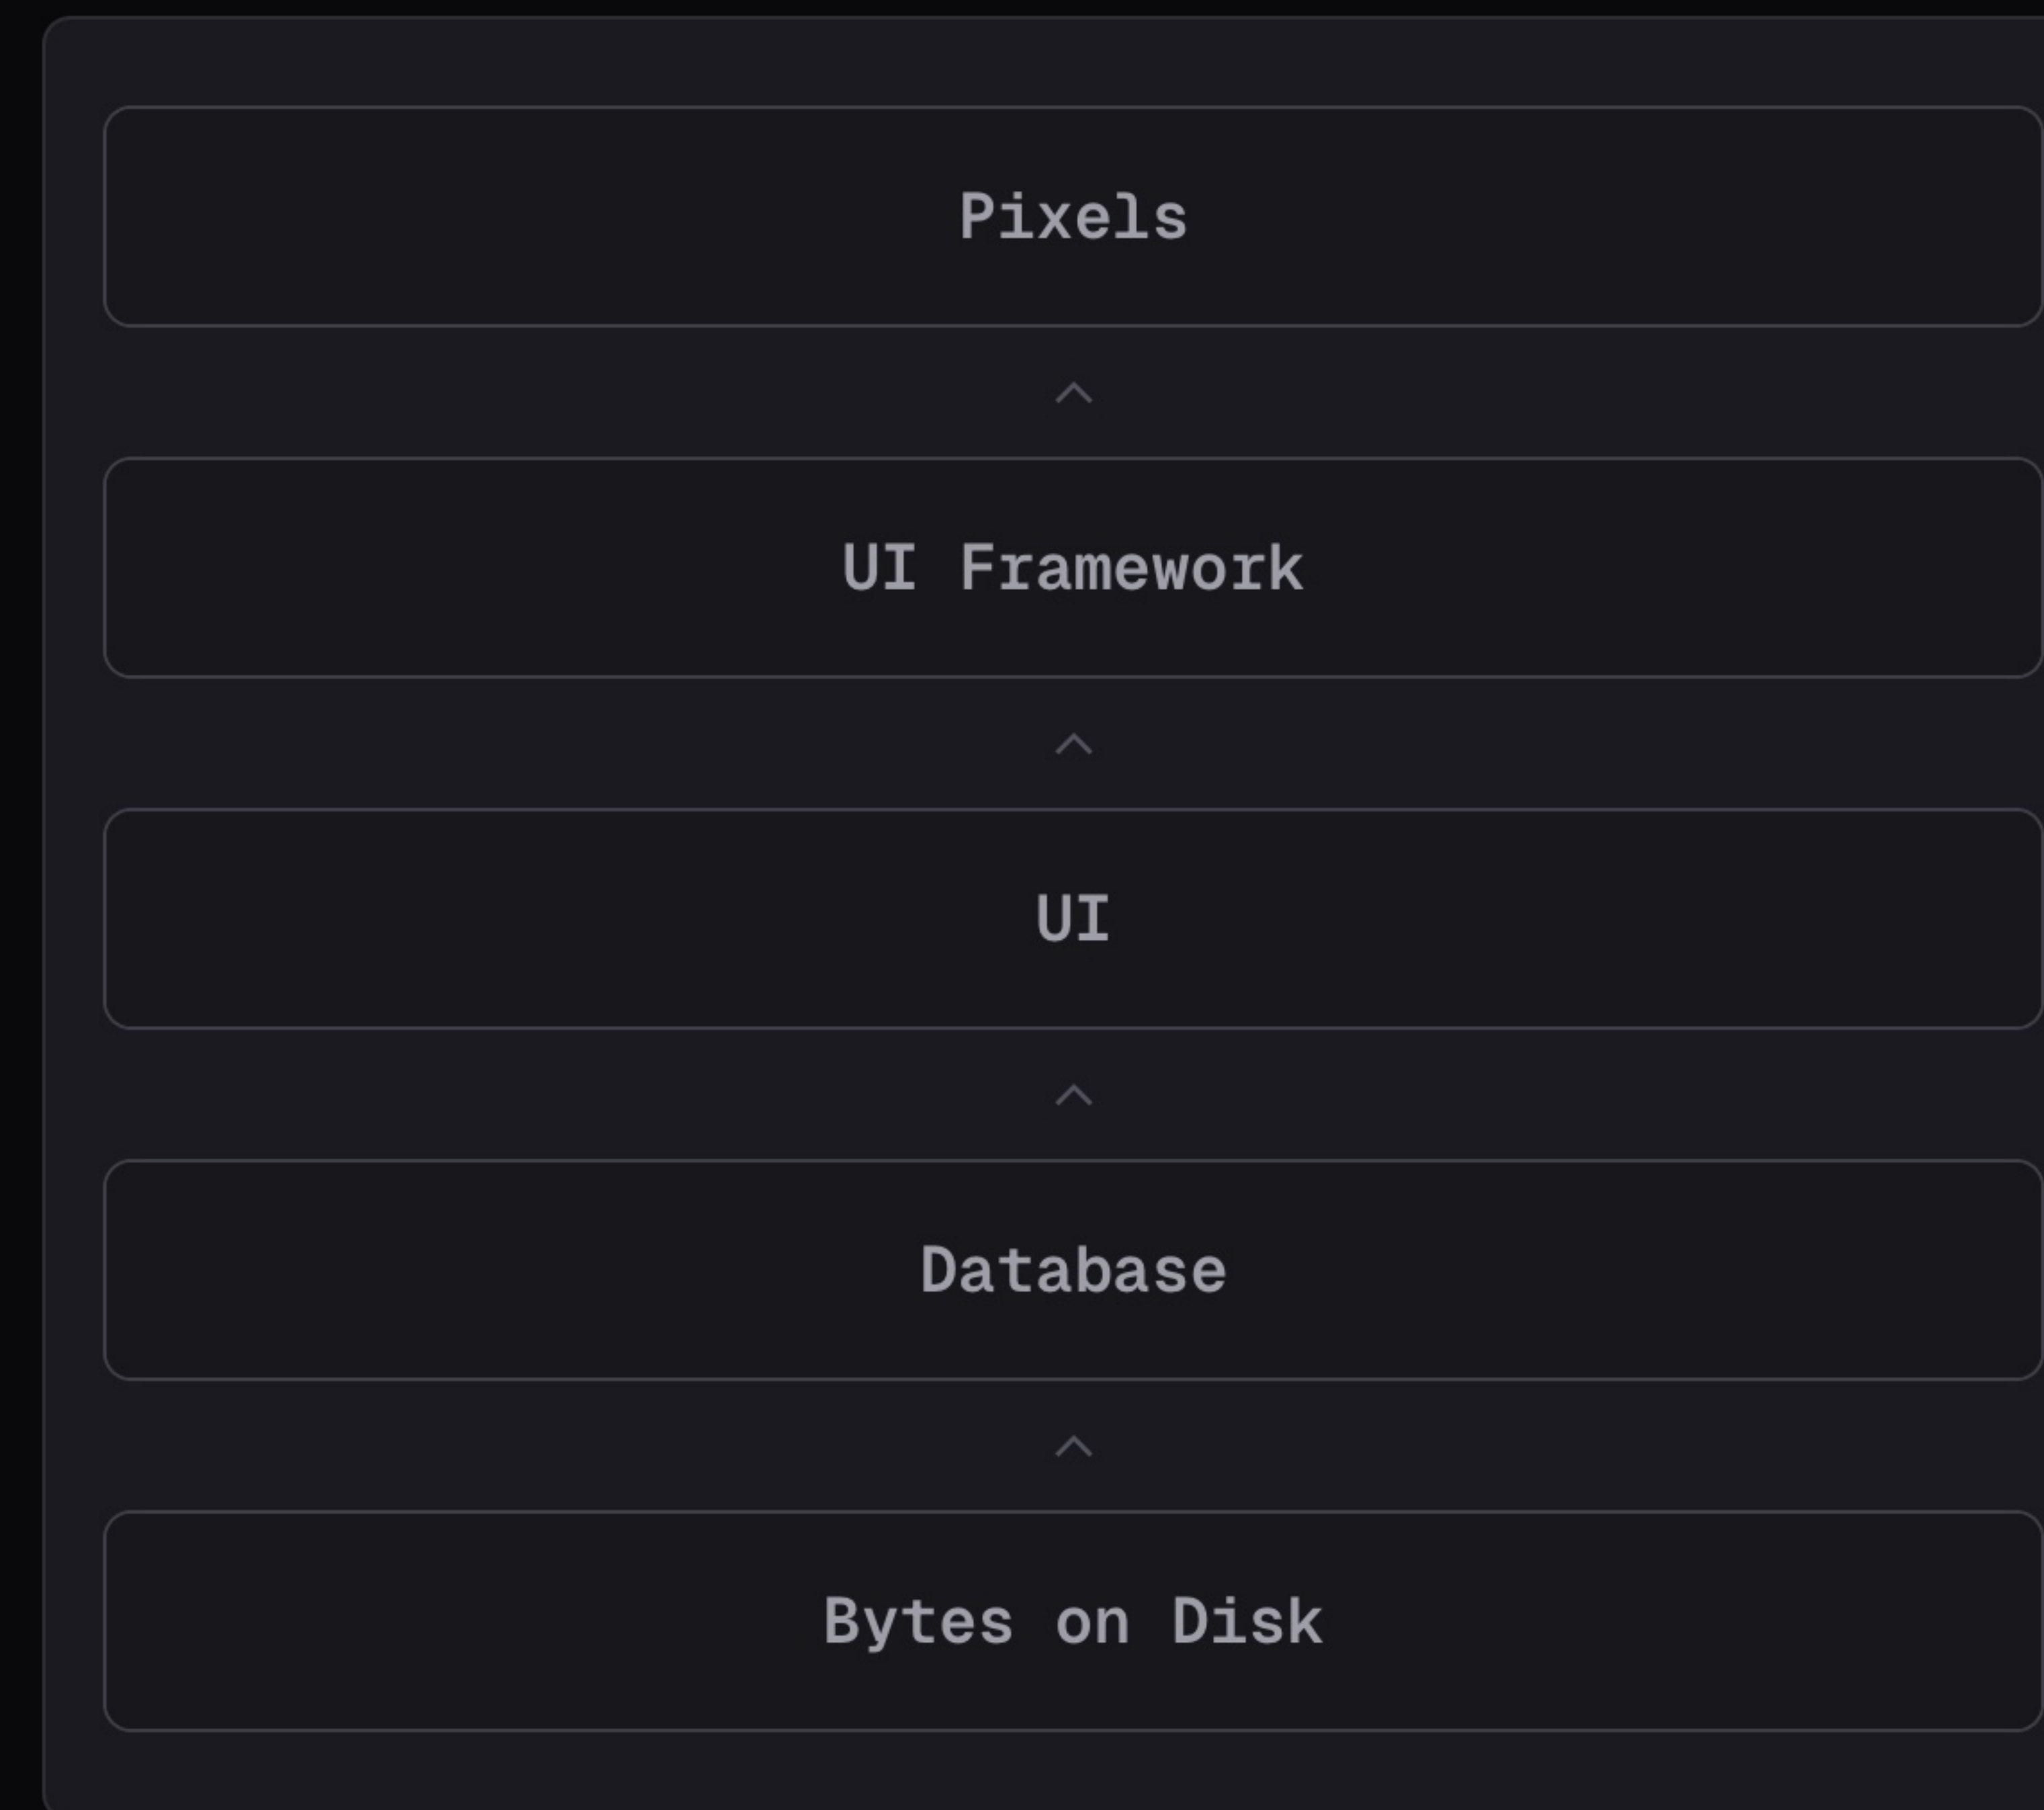 Pixels
UI Framework
UI
Database
Bytes on Disk